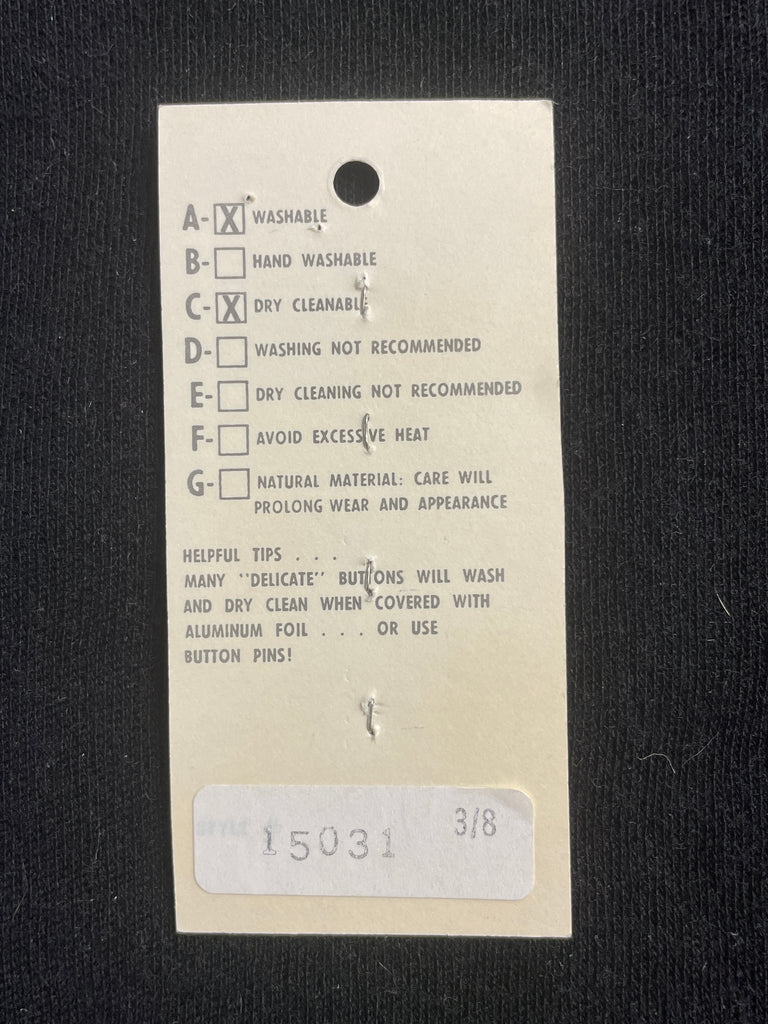 A- X WASHABLE
B- HAND WASHABLE
C- X DRY CLEANABLE
D- WASHING NOT RECOMMENDED
E- DRY CLEANING NOT RECOMMENDED
F- AVOID EXCESSIVE HEAT
G- NATURAL MATERIAL: CARE WILL
PROLONG WEAR AND APPEARANCE
HELPFUL TIPS . . .
MANY "DELICATE" BUTTONS WILL WASH
AND DRY CLEAN WHEN COVERED WITH
ALUMINUM FOIL . . . OR USE
BUTTON PINS!
STYLE #
15031 3/8